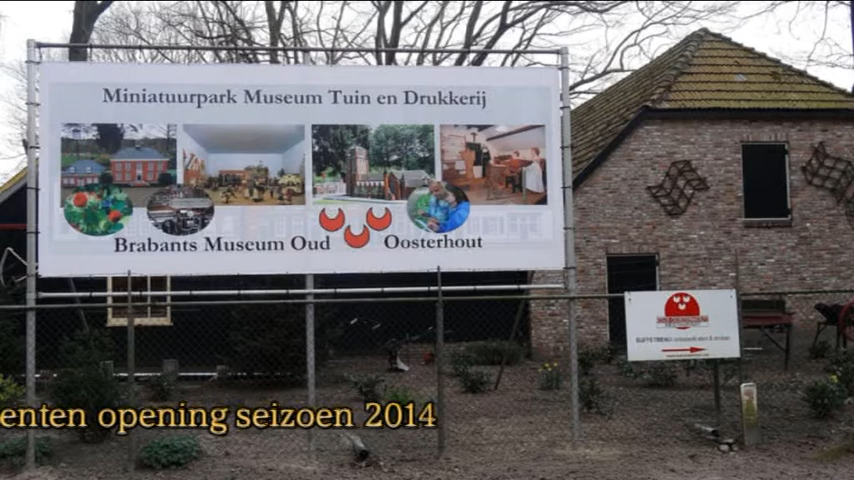 Miniatuurpark Museum Tuin en Drukkerij
Brabants Museum Oud Oosterhout
enten opening seizoen 2014